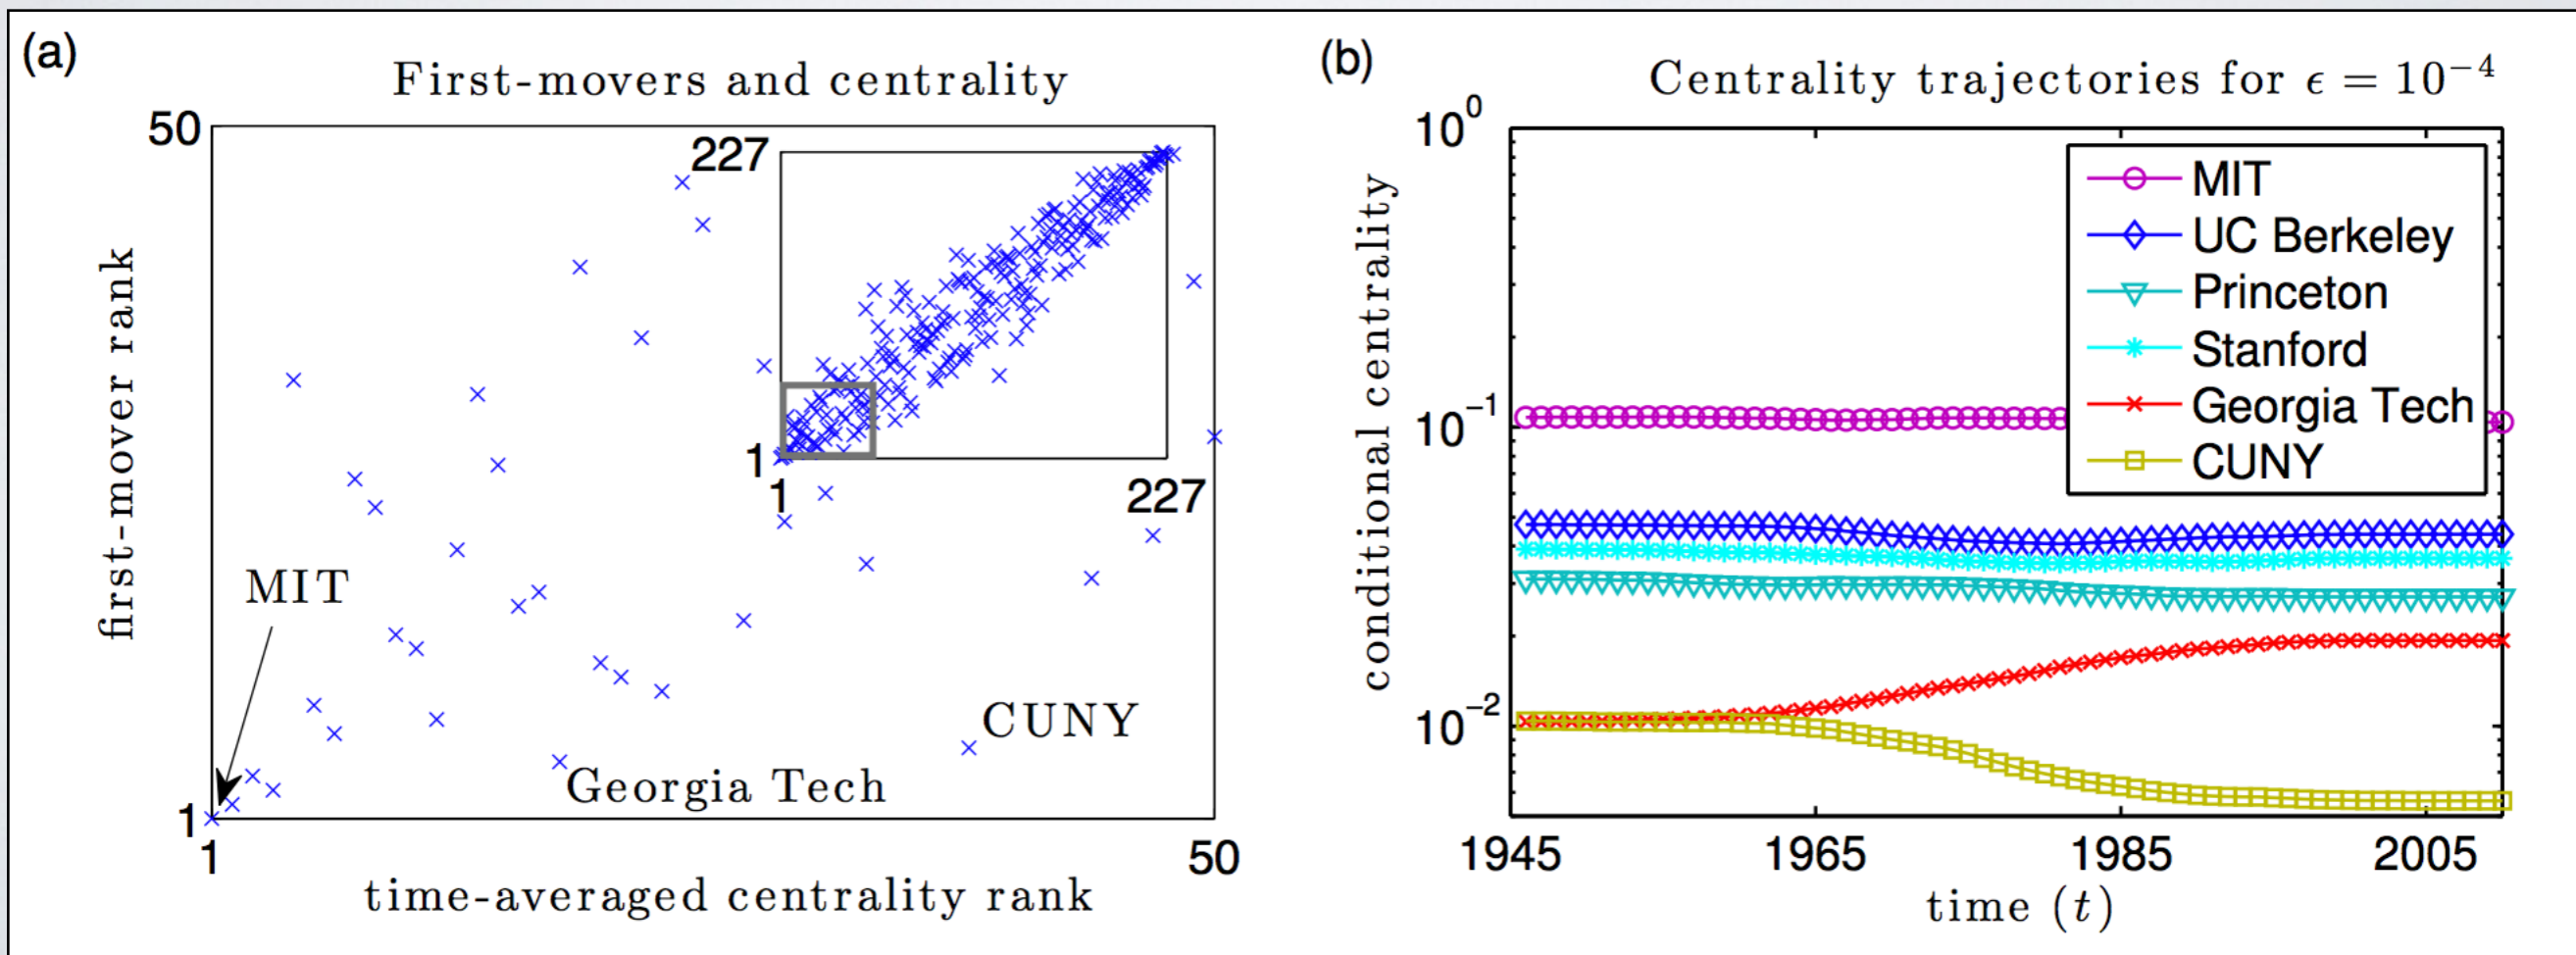 (a)
First-movers and centrality
50
first-mover rank
1
1
50
time-averaged centrality rank
227
1
1
227
MIT
Georgia Tech
CUNY
(b)
Centrality trajectories for ϵ = 10⁻⁴
conditional centrality
10⁰
10⁻¹
10⁻²
MIT
UC Berkeley
Princeton
Stanford
Georgia Tech
CUNY
1945
1965
1985
2005
time (t)